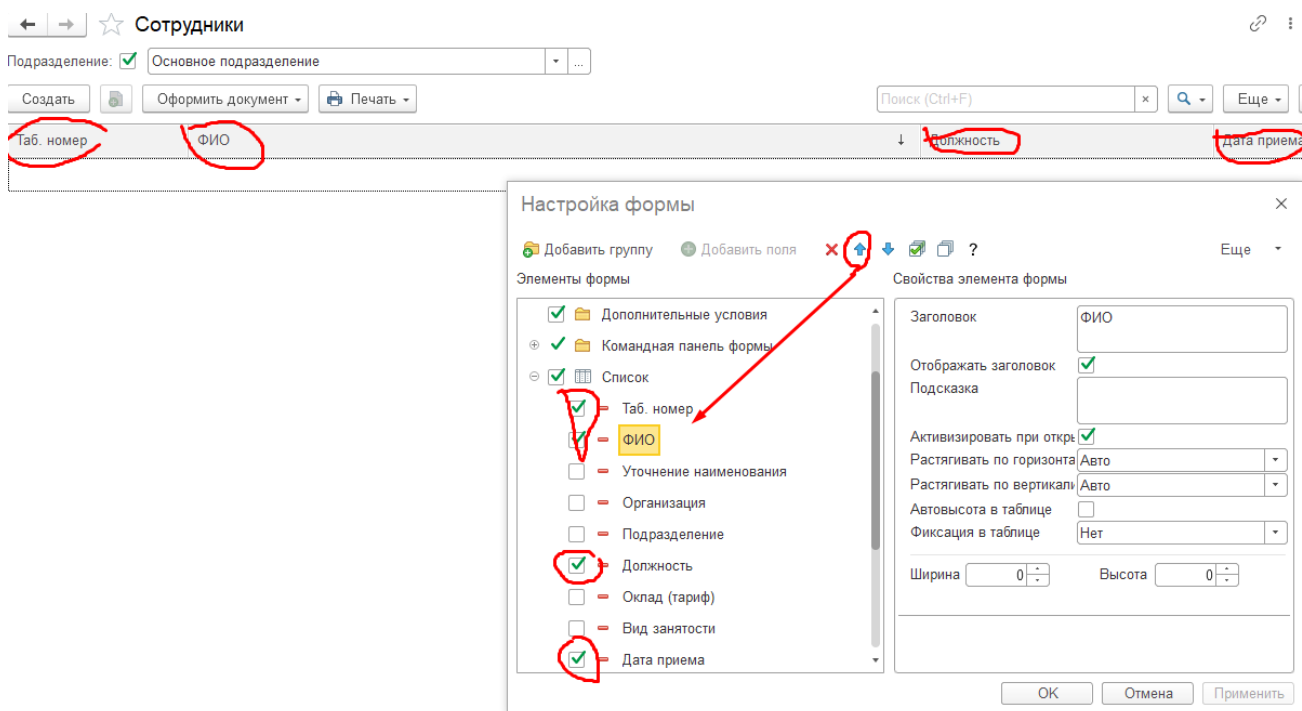 Сотрудники
Подразделение: Основное подразделение ...
Создать Оформить документ Печать Поиск (Ctrl+F) × Еще
Таб. номер ФИО ↓ Должность Дата приема
Настройка формы
Добавить группу Добавить поля ? Еще
Элементы формы Свойства элемента формы
Дополнительные условия
Командная панель формы
Список
Таб. номер
ФИО
Уточнение наименования
Организация
Подразделение
Должность
Оклад (тариф)
Вид занятости
Дата приема
Заголовок ФИО
Отображать заголовок
Подсказка
Активизировать при откры
Растягивать по горизонта Авто
Растягивать по вертикали Авто
Автовысота в таблице
Фиксация в таблице Нет
Ширина 0 Высота 0
OK Отмена Применить